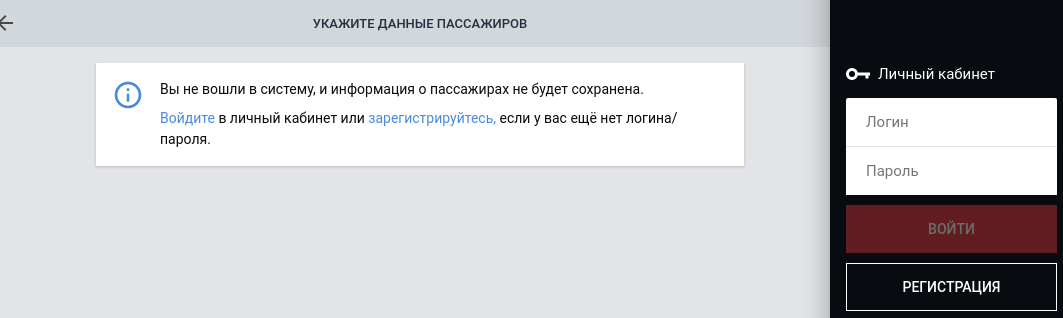 УКАЖИТЕ ДАННЫЕ ПАССАЖИРОВ
Вы не вошли в систему, и информация о пассажирах не будет сохранена.
Войдите в личный кабинет или зарегистрируйтесь, если у вас ещё нет логина/
пароля.
Личный кабинет
Логин
Пароль
ВОЙТИ
РЕГИСТРАЦИЯ